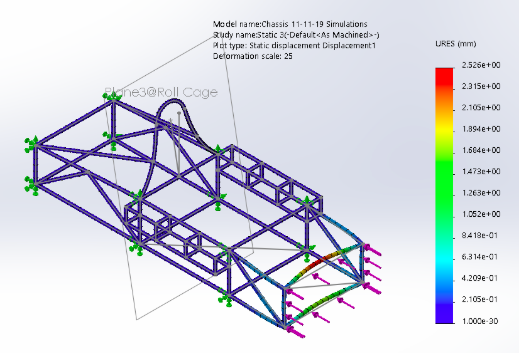 Model name:Chassis 11-11-19 Simulations
Study name:Static 3(-Default<As Machined>-)
Plot type: Static displacement Displacement1
Deformation scale: 25
URES (mm)
2.526e+00
2.315e+00
2.105e+00
1.894e+00
1.684e+00
1.473e+00
1.263e+00
1.052e+00
8.418e-01
6.314e-01
4.209e-01
2.105e-01
1.000e-30
Plane3@Roll Cage